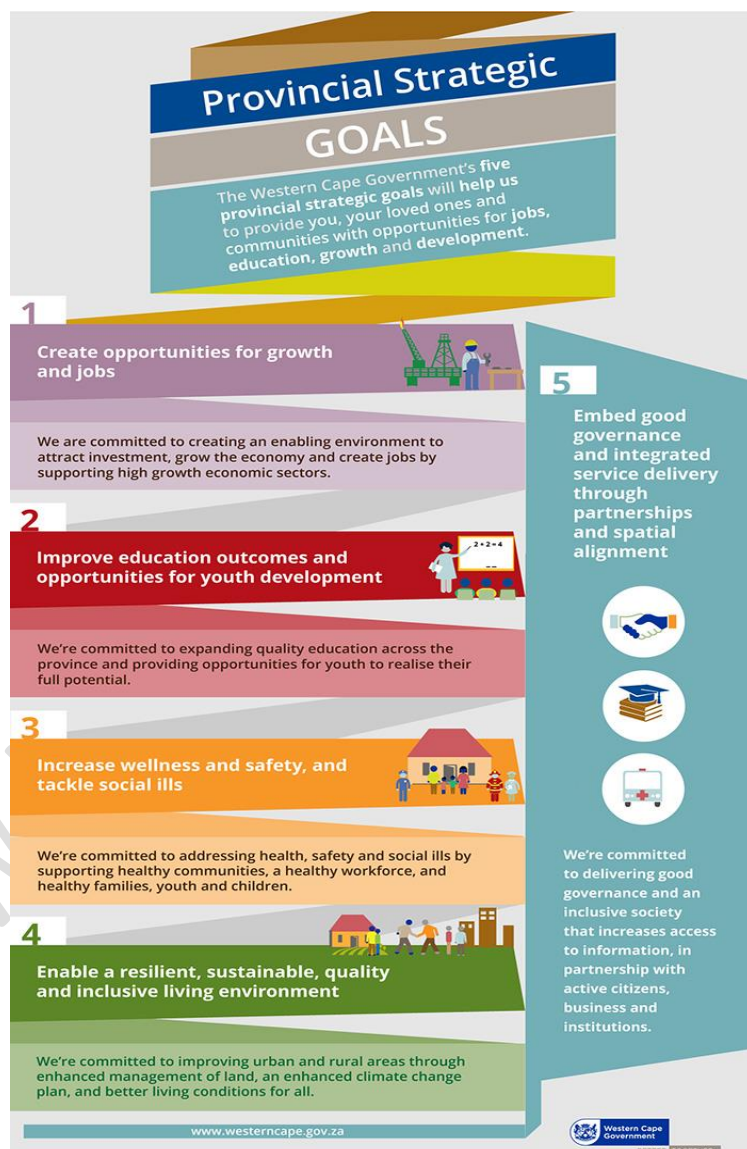 Provincial Strategic
GOALS
The Western Cape Government's five
provincial strategic goals will help us
to provide you, your loved ones and
communities with opportunities for jobs,
education, growth and development.
1
Create opportunities for growth
and jobs
We are committed to creating an enabling environment to
attract investment, grow the economy and create jobs by
supporting high growth economic sectors.
2
Improve education outcomes and
opportunities for youth development
2+2=4
We're committed to expanding quality education across the
province and providing opportunities for youth to realise their
full potential.
3
Increase wellness and safety, and
tackle social ills
We're committed to addressing health, safety and social ills by
supporting healthy communities, a healthy workforce, and
healthy families, youth and children.
4
Enable a resilient, sustainable, quality
and inclusive living environment
We're committed to improving urban and rural areas through
enhanced management of land, an enhanced climate change
plan, and better living conditions for all.
5
Embed good
governance
and integrated
service delivery
through
partnerships
and spatial
alignment
We're committed
to delivering good
governance and an
inclusive society
that increases access
to information, in
partnership with
active citizens,
business and
institutions.
www.westerncape.gov.za
Western Cape
Government